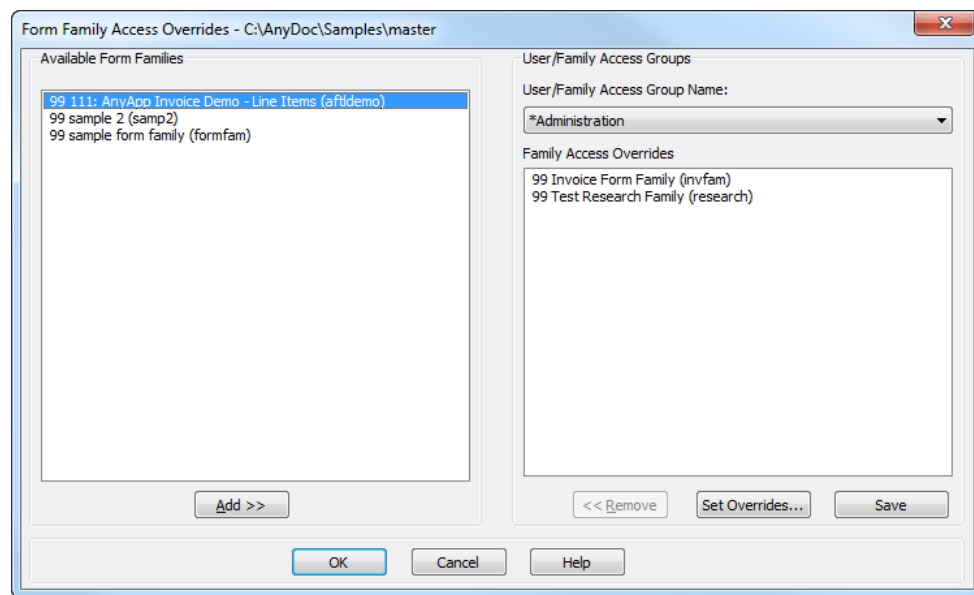 Form Family Access Overrides - C:\AnyDoc\Samples\master
Available Form Families
99 111: AnyApp Invoice Demo - Line Items (aftldemo)
99 sample 2 (samp2)
99 sample form family (formfam)
Add >>
User/Family Access Groups
User/Family Access Group Name:
*Administration
Family Access Overrides
99 Invoice Form Family (invfam)
99 Test Research Family (research)
<< Remove
Set Overrides...
Save
OK
Cancel
Help